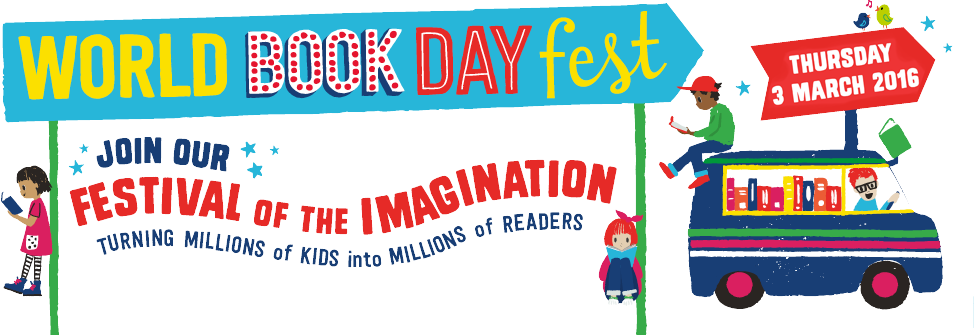 WORLD BOOK DAY fest
THURSDAY
3 MARCH 2016
JOIN OUR
FESTIVAL OF THE IMAGINATION
TURNING MILLIONS of KIDS into MILLIONS of READERS